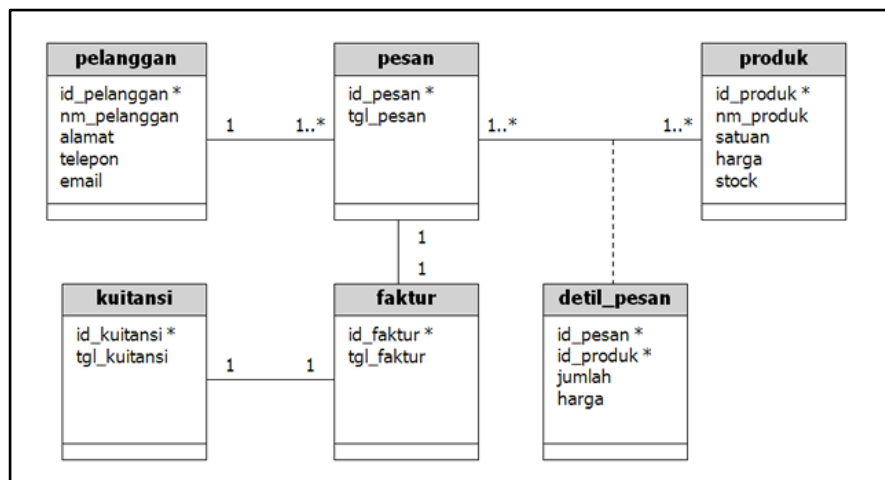 pelanggan
id_pelanggan *
nm_pelanggan
alamat
telepon
email
1
1..*
pesan
id_pesan *
tgl_pesan
1..*
1..*
produk
id_produk *
nm_produk
satuan
harga
stock
1
1
kuitansi
id_kuitansi *
tgl_kuitansi
1
1
faktur
id_faktur *
tgl_faktur
detil_pesan
id_pesan *
id_produk *
jumlah
harga